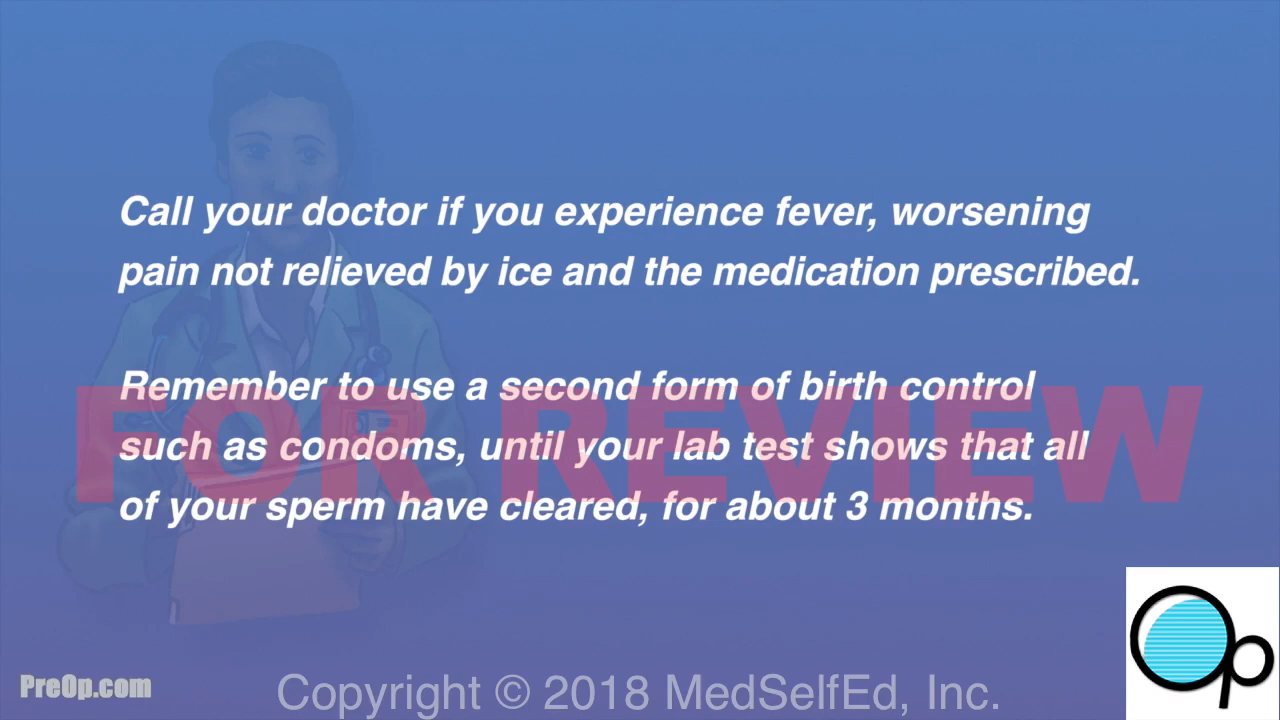 Call your doctor if you experience fever, worsening
pain not relieved by ice and the medication prescribed.
Remember to use a second form of birth control
such as condoms, until your lab test shows that all
of your sperm have cleared, for about 3 months.
FOR REVIEW
Op
PreOp.com
Copyright © 2018 MedSelfEd, Inc.